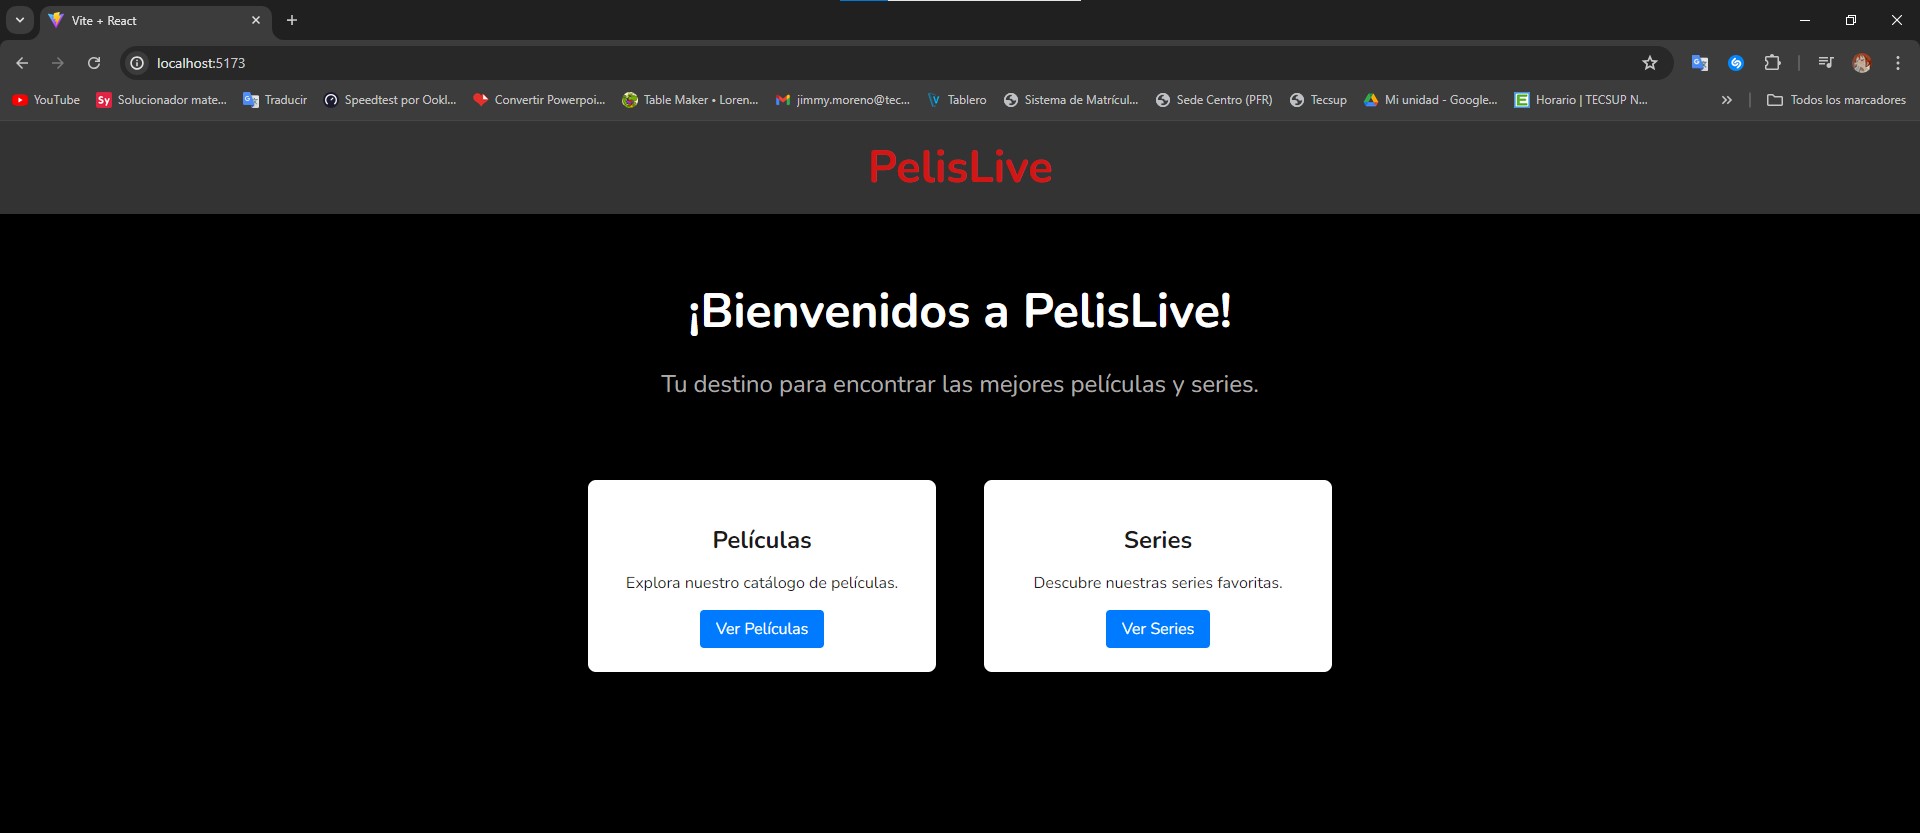 Vite + React
localhost:5173
YouTube
Sy Solucionador mate...
Traducir
Speedtest por Ookl...
Convertir Powerpoi...
Table Maker • Loren...
jimmy.moreno@tec...
Tablero
Sistema de Matrícul...
Sede Centro (PFR)
Tecsup
Mi unidad - Google...
Horario | TECSUP N...
Todos los marcadores
PelisLive
¡Bienvenidos a PelisLive!
Tu destino para encontrar las mejores películas y series.
Películas
Explora nuestro catálogo de películas.
Ver Películas
Series
Descubre nuestras series favoritas.
Ver Series